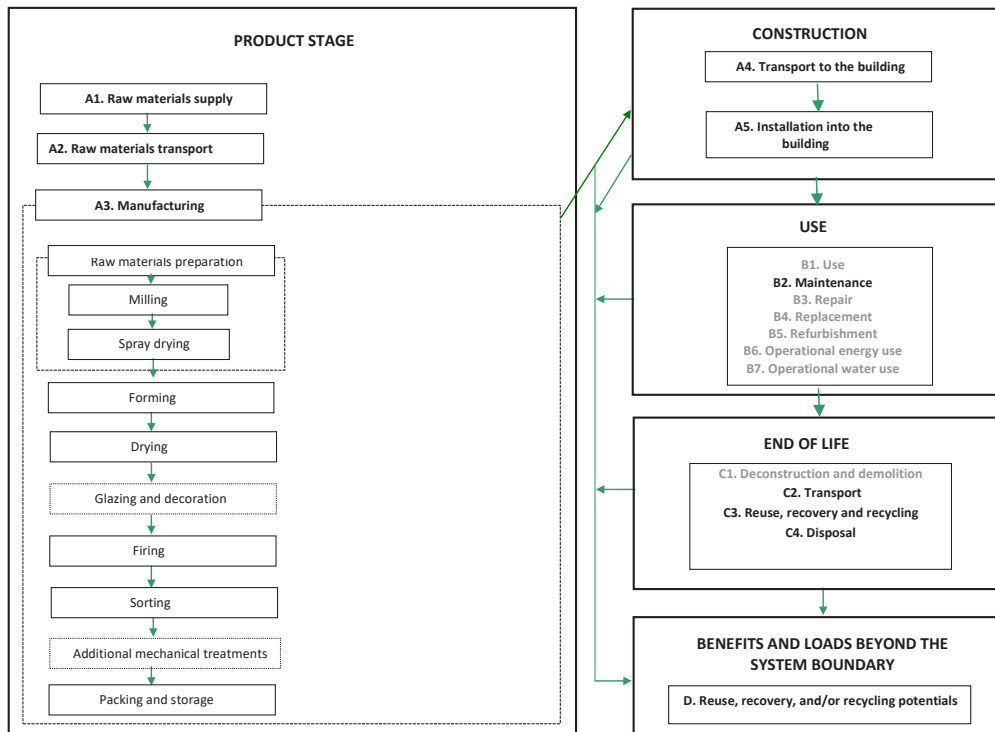 PRODUCT STAGE
A1. Raw materials supply
A2. Raw materials transport
A3. Manufacturing
Raw materials preparation
Milling
Spray drying
Forming
Drying
Glazing and decoration
Firing
Sorting
Additional mechanical treatments
Packing and storage
CONSTRUCTION
A4. Transport to the building
A5. Installation into the
building
USE
B1. Use
B2. Maintenance
B3. Repair
B4. Replacement
B5. Refurbishment
B6. Operational energy use
B7. Operational water use
END OF LIFE
C1. Deconstruction and demolition
C2. Transport
C3. Reuse, recovery and recycling
C4. Disposal
BENEFITS AND LOADS BEYOND THE
SYSTEM BOUNDARY
D. Reuse, recovery, and/or recycling potentials